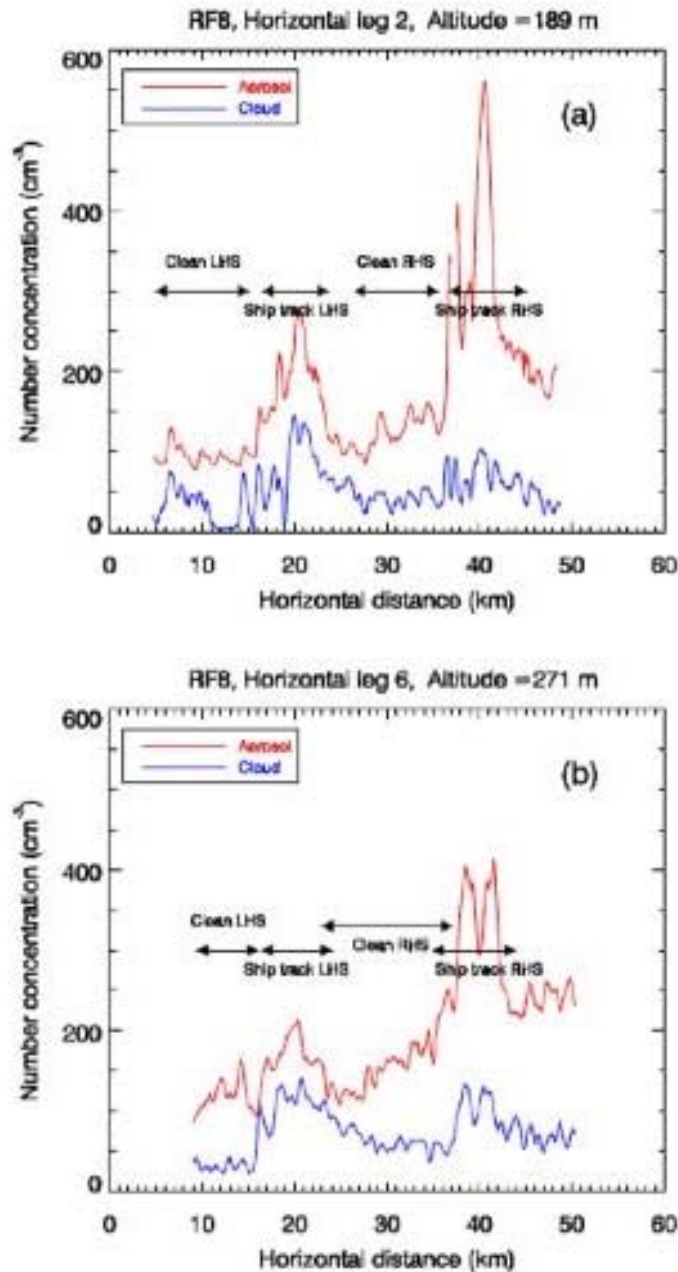 RF8, Horizontal leg 2, Altitude =189 m
600
Aerosol
Cloud
(a)
400
Clean LHS
Clean RHS
Ship track LHS
Ship track RHS
200
0
Number concentration (cm⁻³)
0 10 20 30 40 50 60
Horizontal distance (km)
RF8, Horizontal leg 6, Altitude =271 m
600
Aerosol
Cloud
(b)
400
Clean LHS
Clean RHS
Ship track LHS
Ship track RHS
200
0
Number concentration (cm⁻³)
0 10 20 30 40 50 60
Horizontal distance (km)